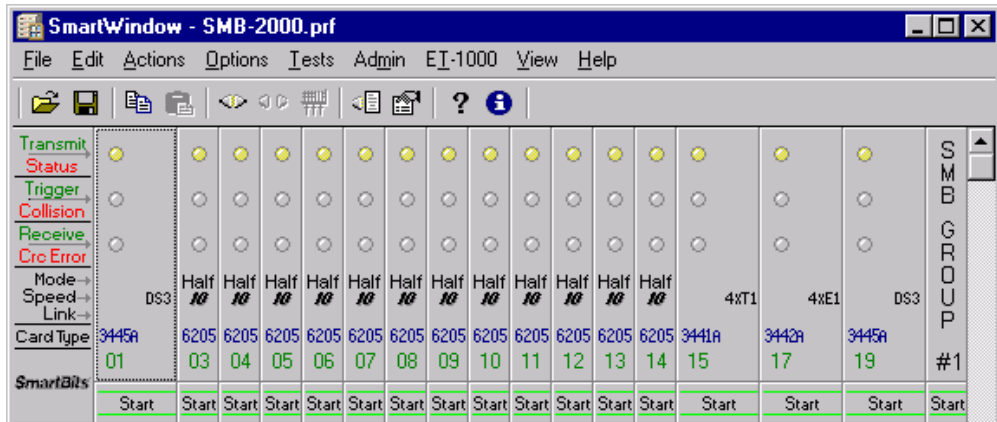 SmartWindow - SMB-2000.prf
File Edit Actions Options Tests Admin ET-1000 View Help
Transmit
Status
Trigger
Collision
Receive
Crc Error
Mode
Speed
Link
DS3 Half Half Half Half Half Half Half Half Half Half Half Half 4xT1 4xE1 DS3
10 10 10 10 10 10 10 10 10 10 10 10
Card Type 3445A 6205 6205 6205 6205 6205 6205 6205 6205 6205 6205 6205 6205 3441A 3442A 3445A
01 03 04 05 06 07 08 09 10 11 12 13 14 15 17 19 #1
SmartBits
Start Start Start Start Start Start Start Start Start Start Start Start Start Start Start Start Start
SMB GROUP